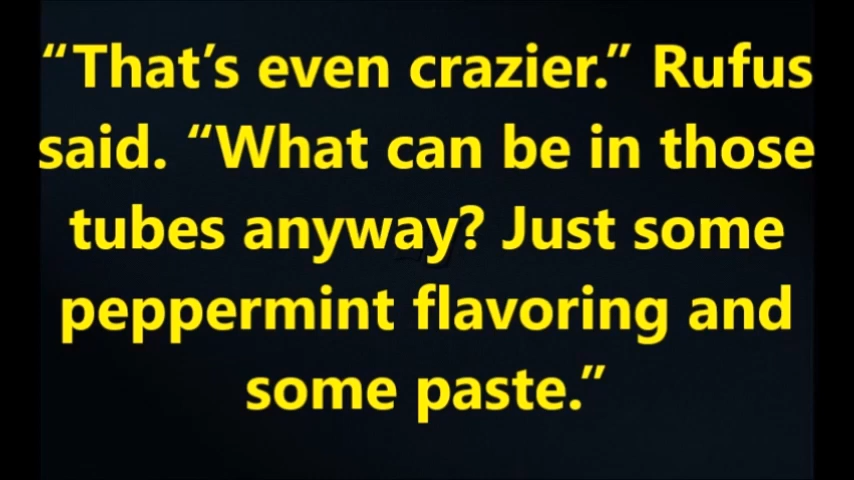 “That’s even crazier.” Rufus
said. “What can be in those
tubes anyway? Just some
peppermint flavoring and
some paste.”